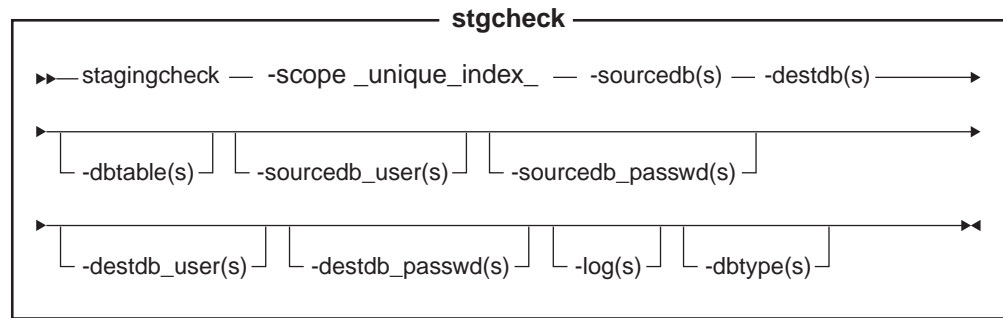 stgcheck
stagingcheck -scope _unique_index_ -sourcedb(s) -destdb(s)
-dbtable(s) -sourcedb_user(s) -sourcedb_passwd(s)
-destdb_user(s) -destdb_passwd(s) -log(s) -dbtype(s)